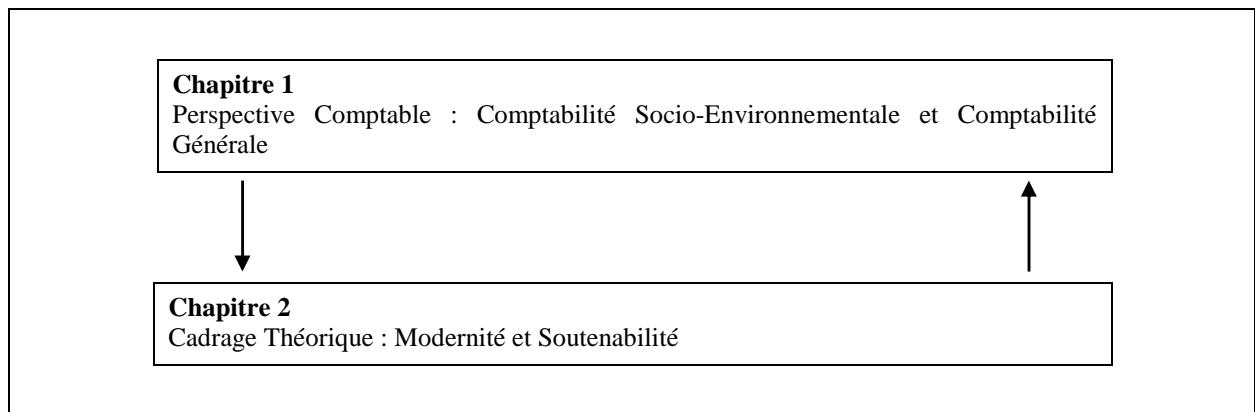 Chapitre 1
Perspective Comptable : Comptabilité Socio-Environnementale et Comptabilité
Générale
Chapitre 2
Cadrage Théorique : Modernité et Soutenabilité